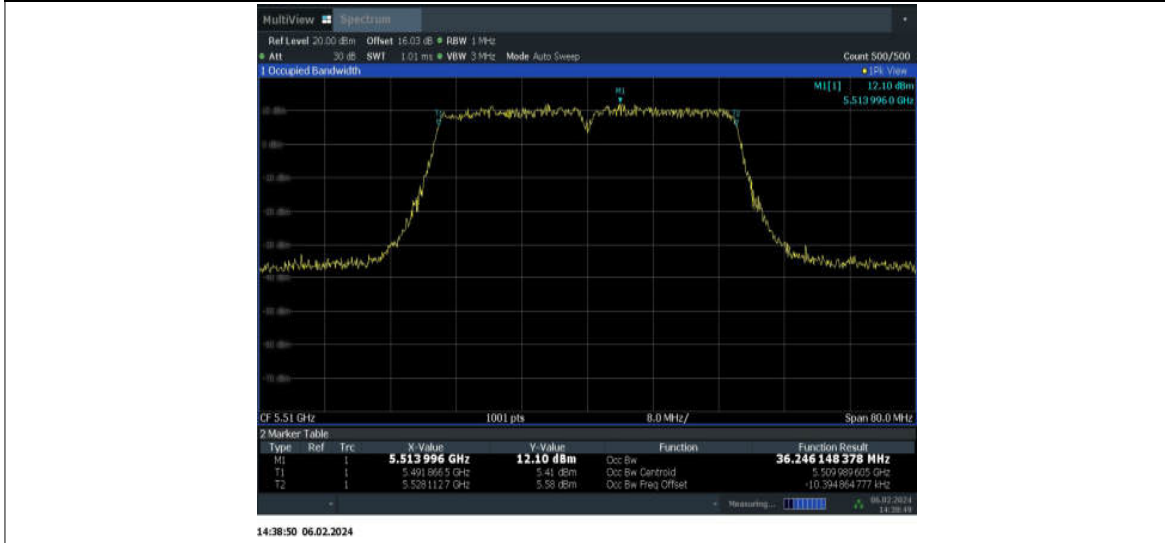 MultiView Spectrum
Ref Level 20.00 dBm Offset 16.03 dB RBW 1 MHz
Att 30 dB SWT 1.01 ms VBW 3 MHz Mode Auto Sweep Count 500/500
1 Occupied Bandwidth 1Pk View
M1[1] 12.10 dBm
5.513 996 0 GHz
M1
T1 T2
CF 5.51 GHz 1001 pts 8.0 MHz/ Span 80.0 MHz
2 Marker Table
Type Ref Trc X-Value Y-Value Function Function Result
M1 1 5.513 996 GHz 12.10 dBm Occ Bw 36.246 148 378 MHz
T1 1 5.491 866 5 GHz 5.41 dBm Occ Bw Centroid 5.509 989 605 GHz
T2 1 5.528 112 7 GHz 5.58 dBm Occ Bw Freq Offset -10.394 864 777 kHz
Measuring... 06.02.2024
14:38:49
14:38:50 06.02.2024